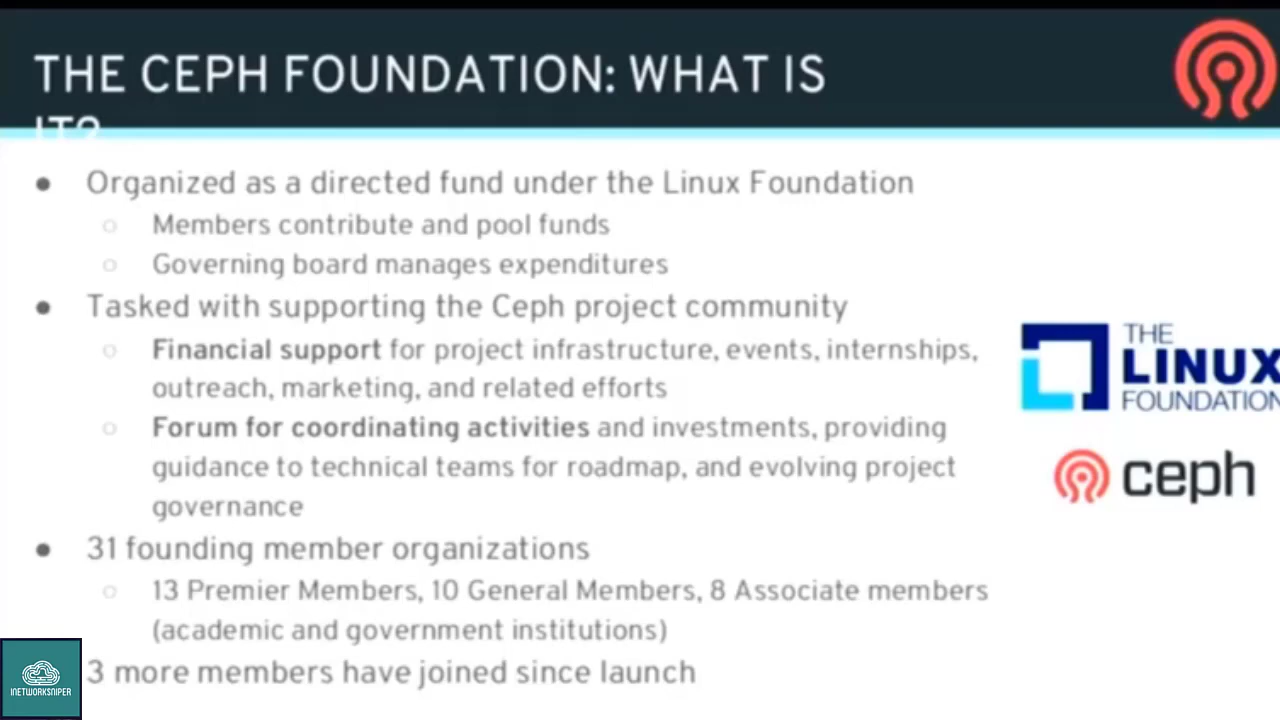 THE CEPH FOUNDATION: WHAT IS
IT?
● Organized as a directed fund under the Linux Foundation
○ Members contribute and pool funds
○ Governing board manages expenditures
● Tasked with supporting the Ceph project community
○ Financial support for project infrastructure, events, internships,
outreach, marketing, and related efforts
○ Forum for coordinating activities and investments, providing
guidance to technical teams for roadmap, and evolving project
governance
● 31 founding member organizations
○ 13 Premier Members, 10 General Members, 8 Associate members
(academic and government institutions)
3 more members have joined since launch
THE
LINUX
FOUNDATION
ceph
INETWORKSNIPER